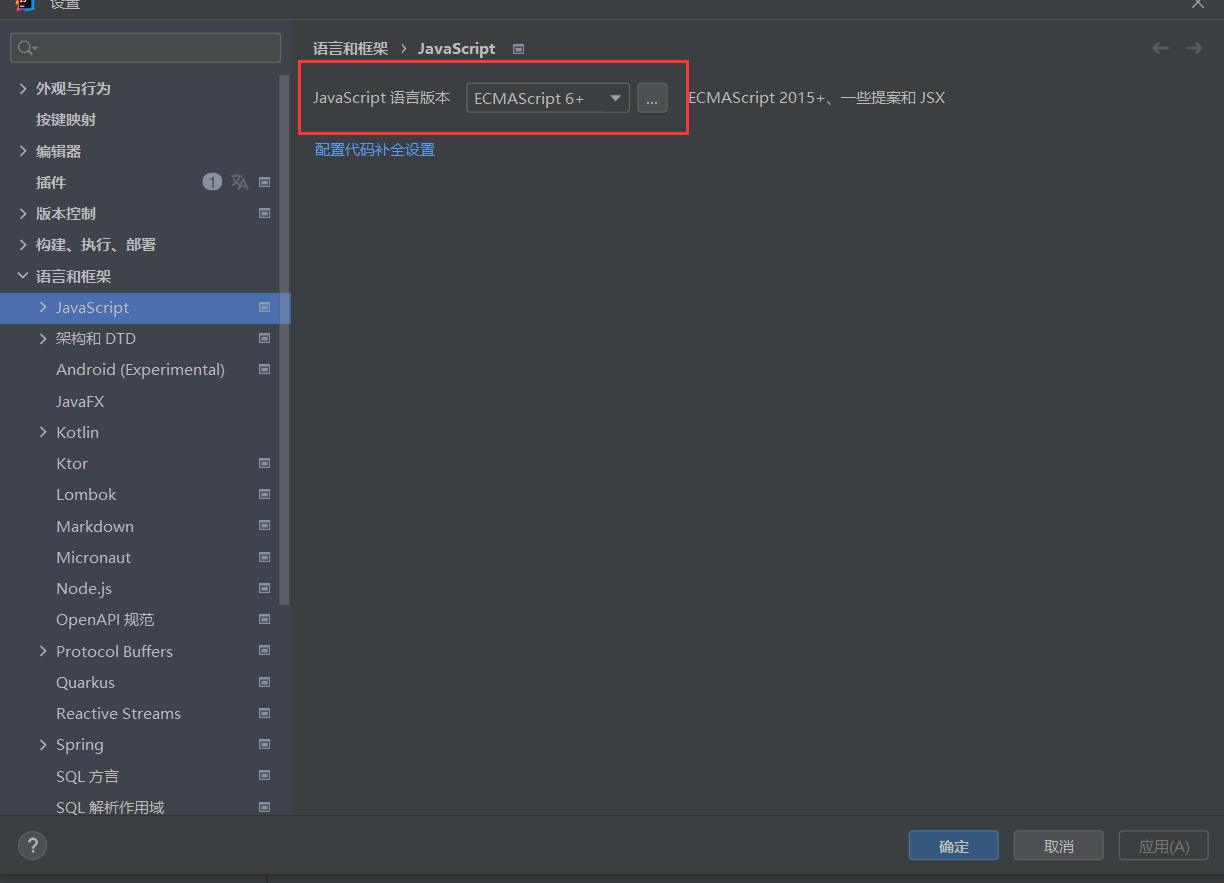 设置
语言和框架 › JavaScript
JavaScript 语言版本 ECMAScript 6+ ... ECMAScript 2015+、一些提案和 JSX
配置代码补全设置
外观与行为
按键映射
编辑器
插件 1
版本控制
构建、执行、部署
语言和框架
JavaScript
架构和 DTD
Android (Experimental)
JavaFX
Kotlin
Ktor
Lombok
Markdown
Micronaut
Node.js
OpenAPI 规范
Protocol Buffers
Quarkus
Reactive Streams
Spring
SQL 方言
SQL 解析作用域
? 确定 取消 应用(A)